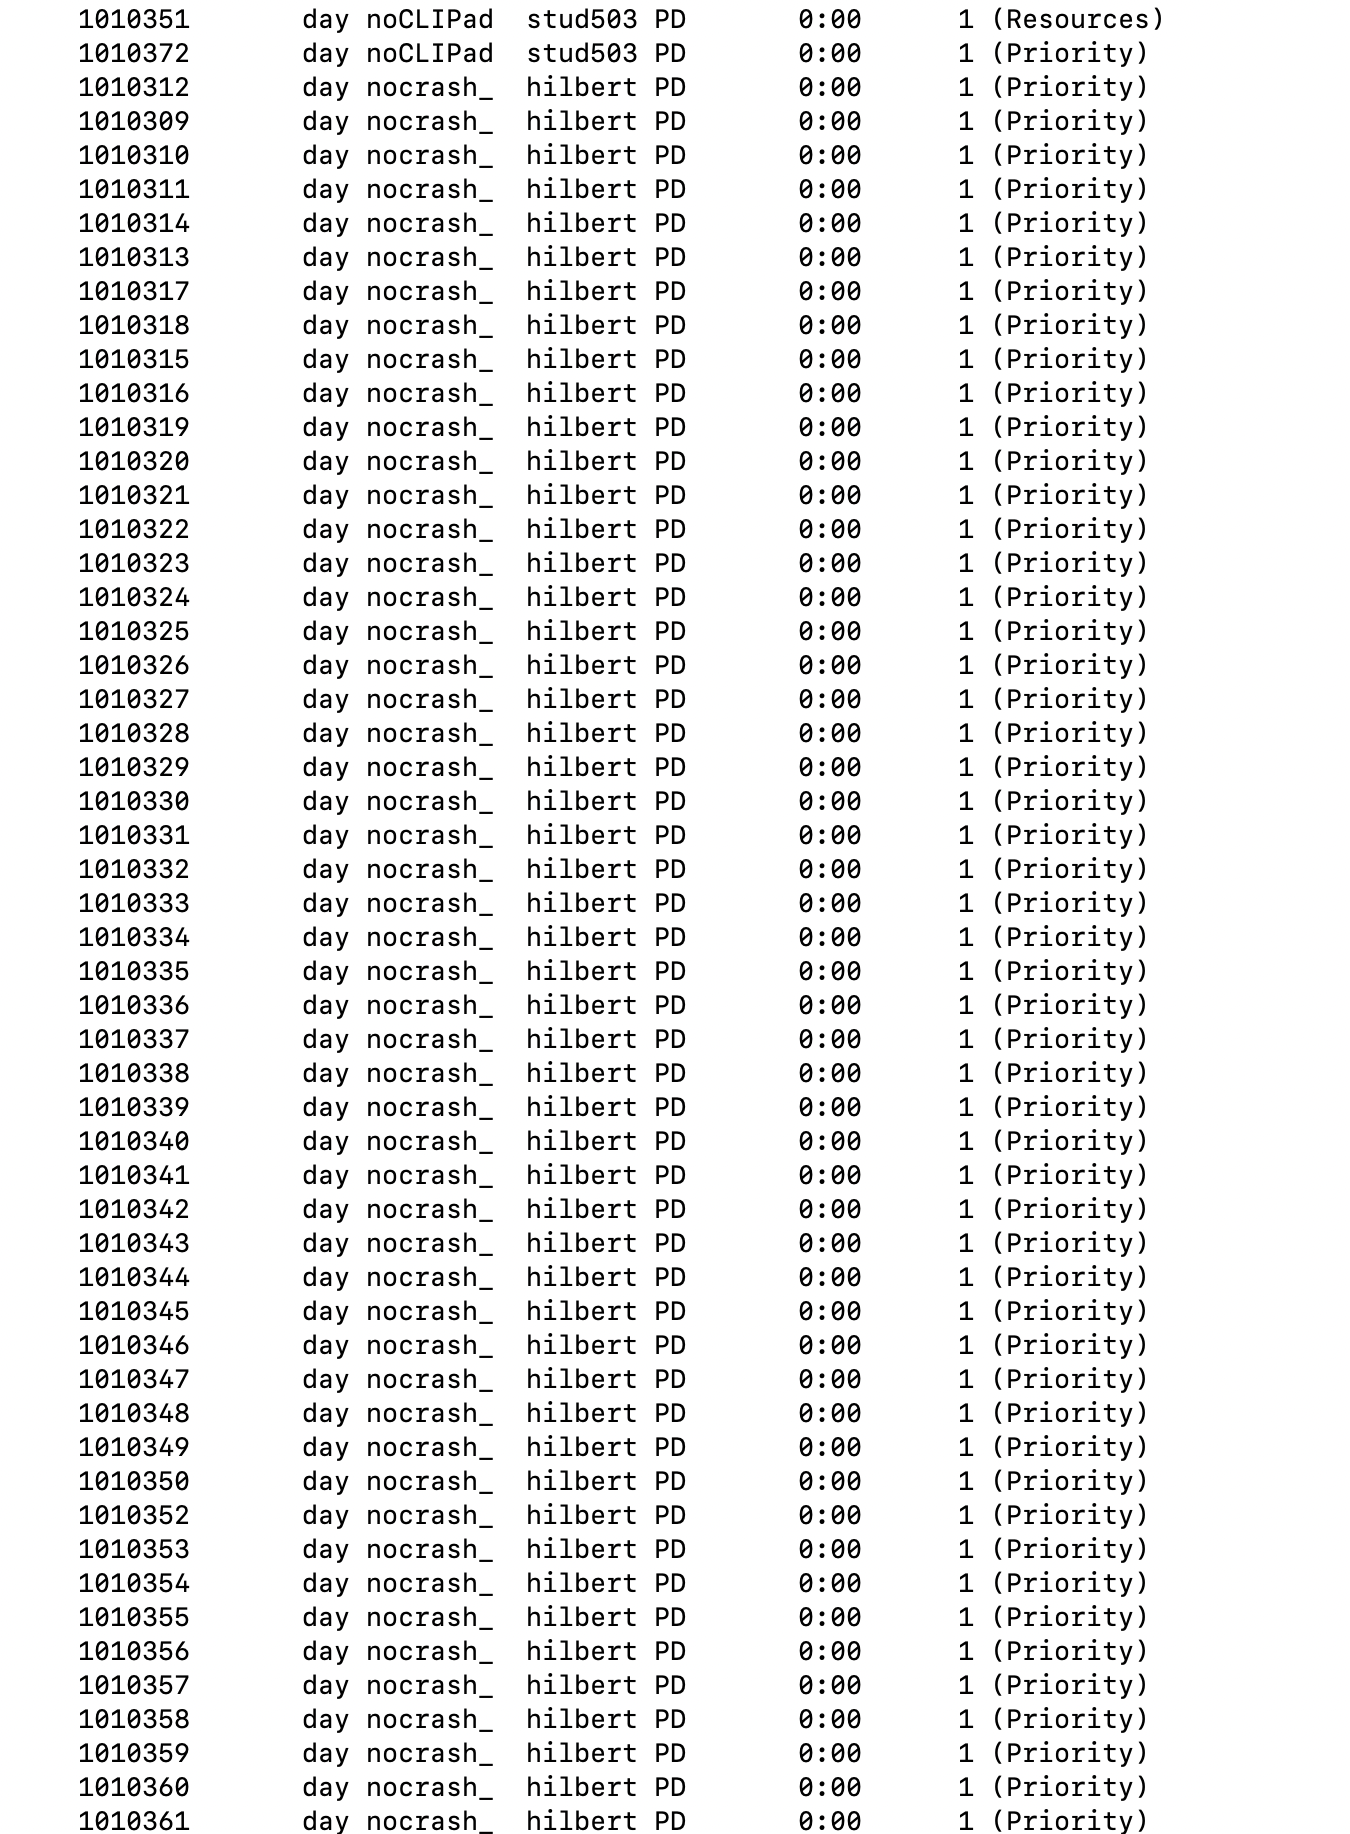 1010351 day noCLIPad stud503 PD 0:00 1 (Resources)
1010372 day noCLIPad stud503 PD 0:00 1 (Priority)
1010312 day nocrash_ hilbert PD 0:00 1 (Priority)
1010309 day nocrash_ hilbert PD 0:00 1 (Priority)
1010310 day nocrash_ hilbert PD 0:00 1 (Priority)
1010311 day nocrash_ hilbert PD 0:00 1 (Priority)
1010314 day nocrash_ hilbert PD 0:00 1 (Priority)
1010313 day nocrash_ hilbert PD 0:00 1 (Priority)
1010317 day nocrash_ hilbert PD 0:00 1 (Priority)
1010318 day nocrash_ hilbert PD 0:00 1 (Priority)
1010315 day nocrash_ hilbert PD 0:00 1 (Priority)
1010316 day nocrash_ hilbert PD 0:00 1 (Priority)
1010319 day nocrash_ hilbert PD 0:00 1 (Priority)
1010320 day nocrash_ hilbert PD 0:00 1 (Priority)
1010321 day nocrash_ hilbert PD 0:00 1 (Priority)
1010322 day nocrash_ hilbert PD 0:00 1 (Priority)
1010323 day nocrash_ hilbert PD 0:00 1 (Priority)
1010324 day nocrash_ hilbert PD 0:00 1 (Priority)
1010325 day nocrash_ hilbert PD 0:00 1 (Priority)
1010326 day nocrash_ hilbert PD 0:00 1 (Priority)
1010327 day nocrash_ hilbert PD 0:00 1 (Priority)
1010328 day nocrash_ hilbert PD 0:00 1 (Priority)
1010329 day nocrash_ hilbert PD 0:00 1 (Priority)
1010330 day nocrash_ hilbert PD 0:00 1 (Priority)
1010331 day nocrash_ hilbert PD 0:00 1 (Priority)
1010332 day nocrash_ hilbert PD 0:00 1 (Priority)
1010333 day nocrash_ hilbert PD 0:00 1 (Priority)
1010334 day nocrash_ hilbert PD 0:00 1 (Priority)
1010335 day nocrash_ hilbert PD 0:00 1 (Priority)
1010336 day nocrash_ hilbert PD 0:00 1 (Priority)
1010337 day nocrash_ hilbert PD 0:00 1 (Priority)
1010338 day nocrash_ hilbert PD 0:00 1 (Priority)
1010339 day nocrash_ hilbert PD 0:00 1 (Priority)
1010340 day nocrash_ hilbert PD 0:00 1 (Priority)
1010341 day nocrash_ hilbert PD 0:00 1 (Priority)
1010342 day nocrash_ hilbert PD 0:00 1 (Priority)
1010343 day nocrash_ hilbert PD 0:00 1 (Priority)
1010344 day nocrash_ hilbert PD 0:00 1 (Priority)
1010345 day nocrash_ hilbert PD 0:00 1 (Priority)
1010346 day nocrash_ hilbert PD 0:00 1 (Priority)
1010347 day nocrash_ hilbert PD 0:00 1 (Priority)
1010348 day nocrash_ hilbert PD 0:00 1 (Priority)
1010349 day nocrash_ hilbert PD 0:00 1 (Priority)
1010350 day nocrash_ hilbert PD 0:00 1 (Priority)
1010352 day nocrash_ hilbert PD 0:00 1 (Priority)
1010353 day nocrash_ hilbert PD 0:00 1 (Priority)
1010354 day nocrash_ hilbert PD 0:00 1 (Priority)
1010355 day nocrash_ hilbert PD 0:00 1 (Priority)
1010356 day nocrash_ hilbert PD 0:00 1 (Priority)
1010357 day nocrash_ hilbert PD 0:00 1 (Priority)
1010358 day nocrash_ hilbert PD 0:00 1 (Priority)
1010359 day nocrash_ hilbert PD 0:00 1 (Priority)
1010360 day nocrash_ hilbert PD 0:00 1 (Priority)
1010361 day nocrash_ hilbert PD 0:00 1 (Priority)